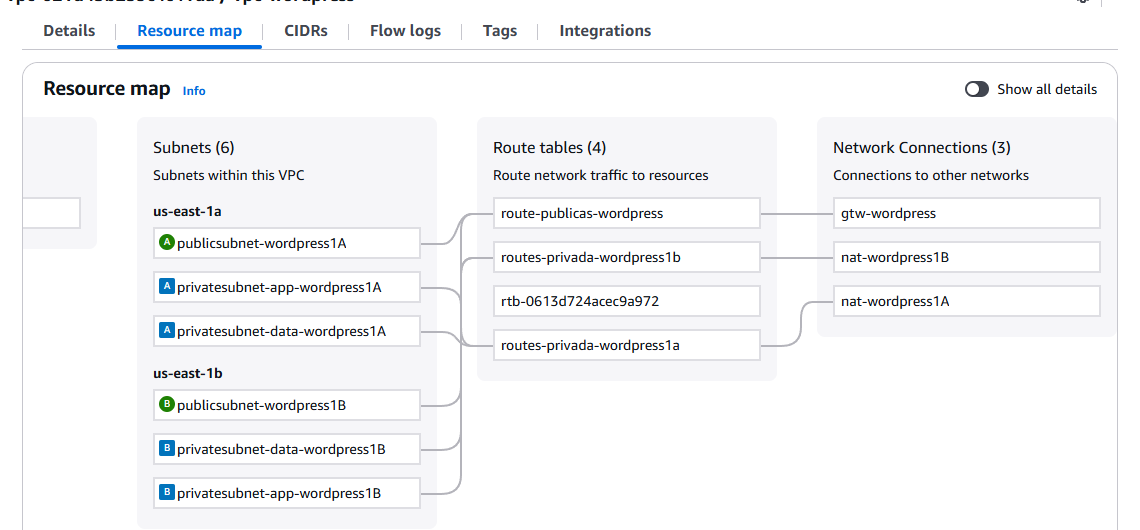 Details
Resource map
CIDRs
Flow logs
Tags
Integrations
Resource map
Info
Show all details
Subnets (6)
Subnets within this VPC
us-east-1a
A publicsubnet-wordpress1A
A privatesubnet-app-wordpress1A
A privatesubnet-data-wordpress1A
us-east-1b
B publicsubnet-wordpress1B
B privatesubnet-data-wordpress1B
B privatesubnet-app-wordpress1B
Route tables (4)
Route network traffic to resources
route-publicas-wordpress
routes-privada-wordpress1b
rtb-0613d724acec9a972
routes-privada-wordpress1a
Network Connections (3)
Connections to other networks
gtw-wordpress
nat-wordpress1B
nat-wordpress1A